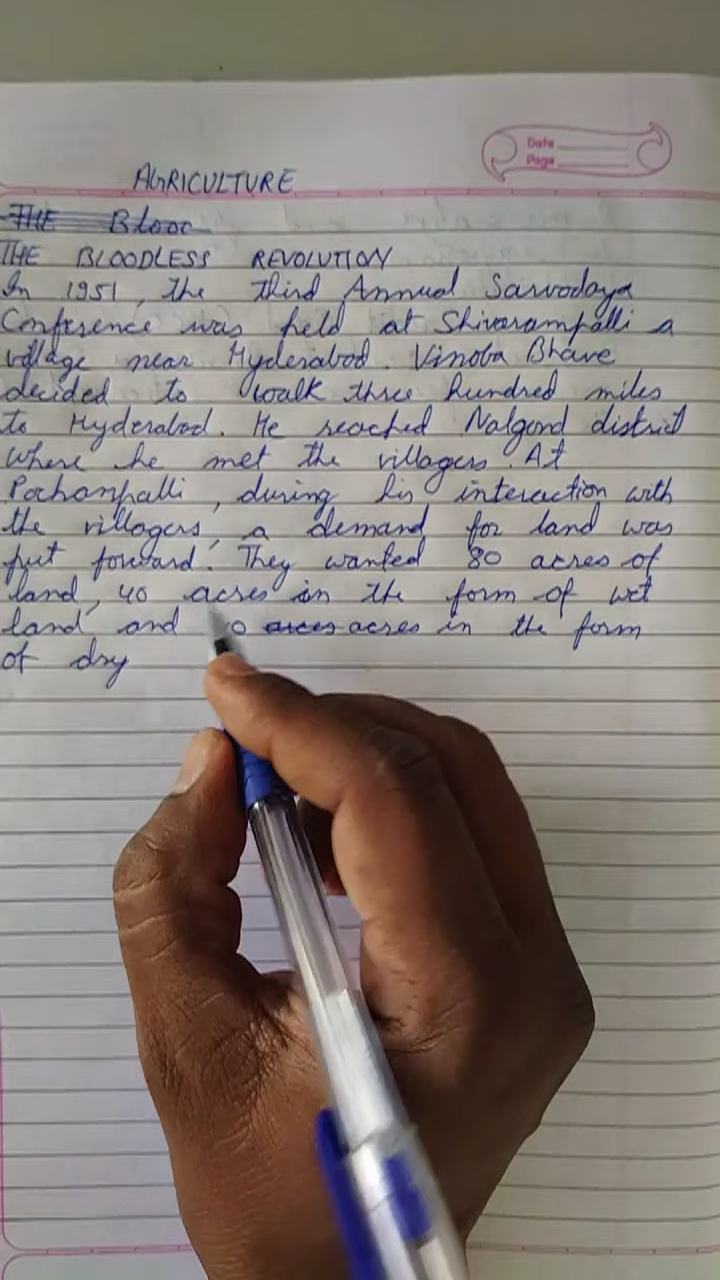 Date
Page
AGRICULTURE
THE Bloo
THE BLOODLESS REVOLUTION
In 1951, the third Annual Sarvodaya
Conference was held at Shivarampalli a
village near Hyderabad. Vinoba Bhave
decided to walk three hundred miles
to Hyderabad. He reached Nalgond district
where he met the villagers. At
Pochampalli, during his interaction with
the villagers, a demand for land was
put forward. They wanted 80 acres of
land, 40 acres in the form of wet
land and 0 acres acres in the form
of dry